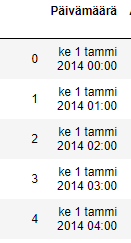 Päivämäärä
0 ke 1 tammi
2014 00:00
1 ke 1 tammi
2014 01:00
2 ke 1 tammi
2014 02:00
3 ke 1 tammi
2014 03:00
4 ke 1 tammi
2014 04:00